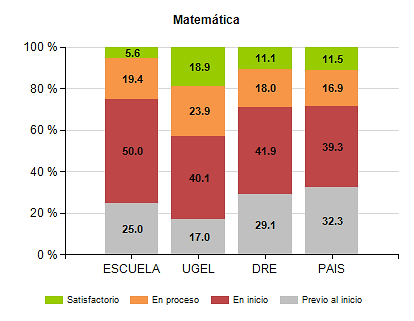 Matemática
100 %
80 %
60 %
40 %
20 %
0 %
5.6 18.9 11.1 11.5
19.4 23.9 18.0 16.9
50.0 40.1 41.9 39.3
25.0 17.0 29.1 32.3
ESCUELA UGEL DRE PAIS
Satisfactorio En proceso En inicio Previo al inicio